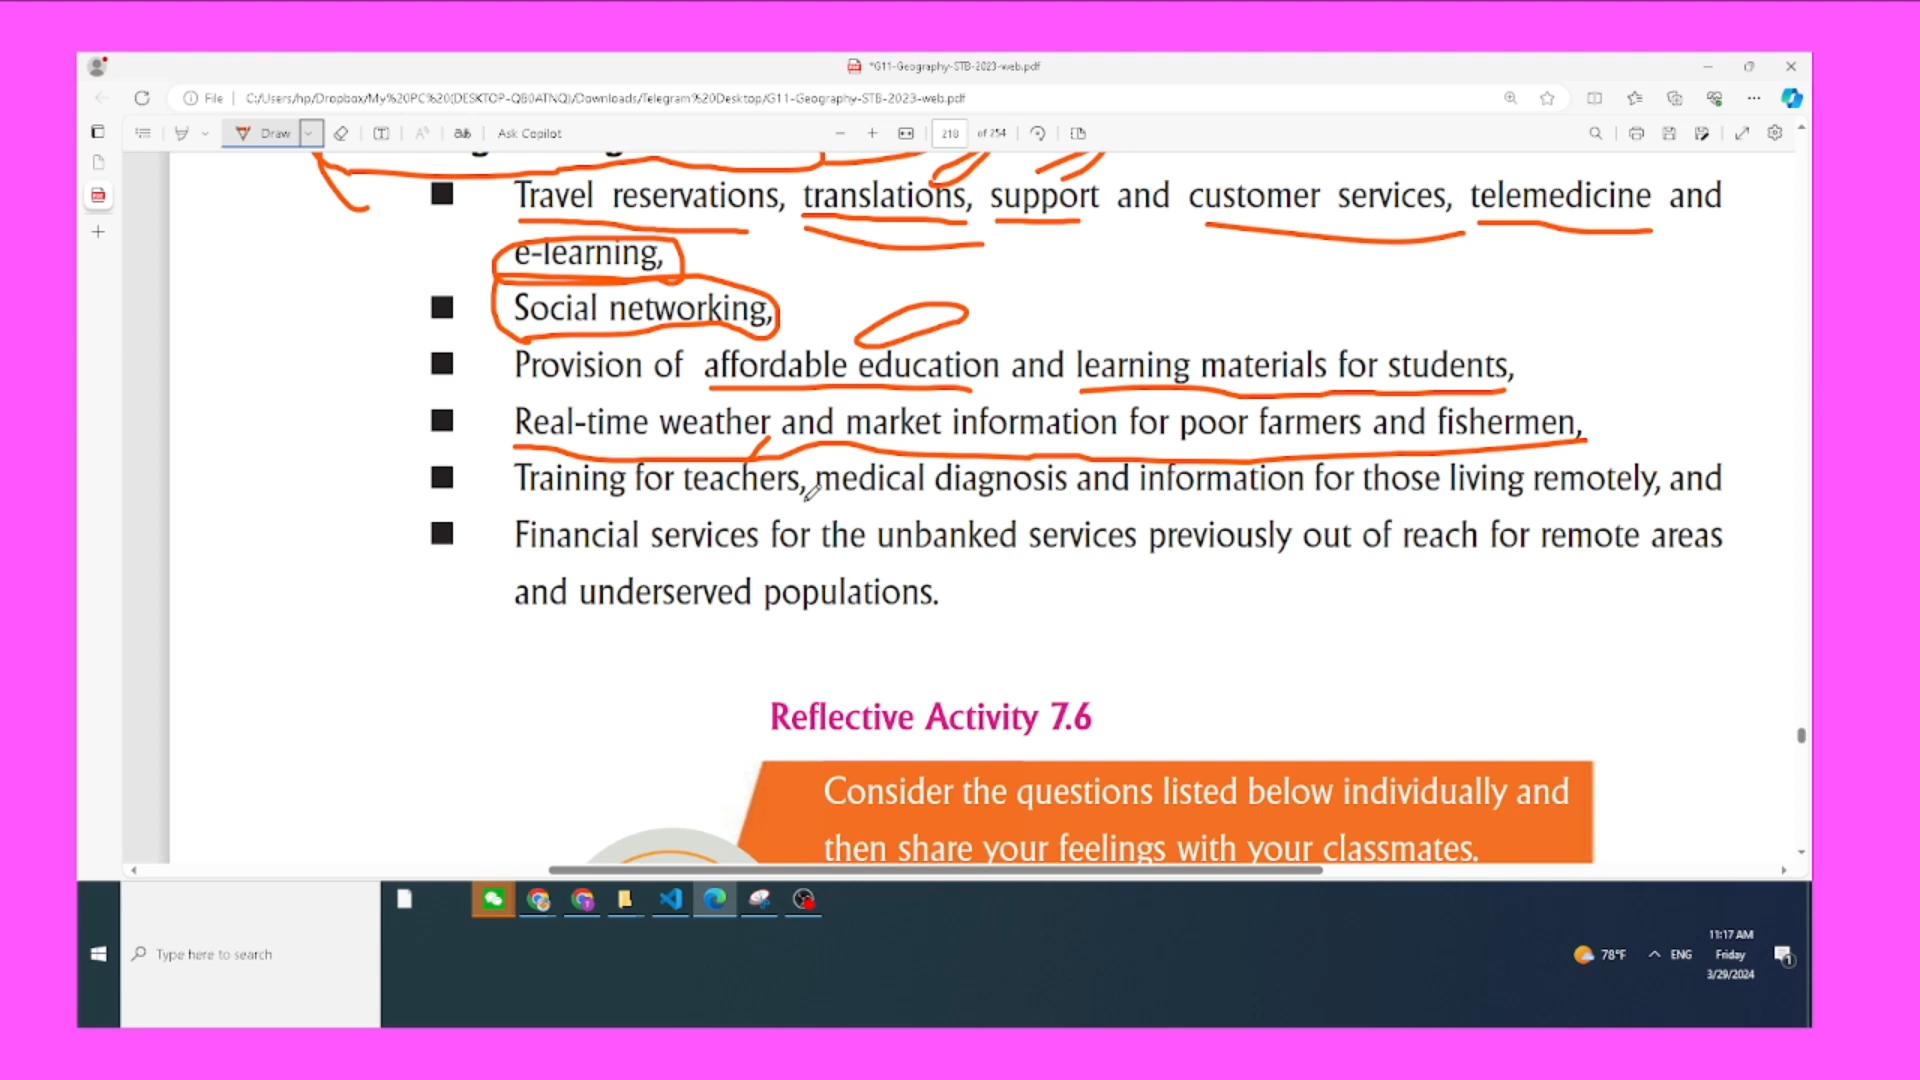 *G11-Geography-STB-2023-web.pdf
File C:/Users/hp/Dropbox/My%20PC%20(DESKTOP-QB0ATNQ)/Downloads/Telegram%20Desktop/G11-Geography-STB-2023-web.pdf
Draw Ask Copilot 218 of 254
Travel reservations, translations, support and customer services, telemedicine and
e-learning,
Social networking,
Provision of affordable education and learning materials for students,
Real-time weather and market information for poor farmers and fishermen,
Training for teachers, medical diagnosis and information for those living remotely, and
Financial services for the unbanked services previously out of reach for remote areas
and underserved populations.
Reflective Activity 7.6
Consider the questions listed below individually and
then share your feelings with your classmates.
Type here to search
78°F ENG
11:17 AM
Friday
3/29/2024
1